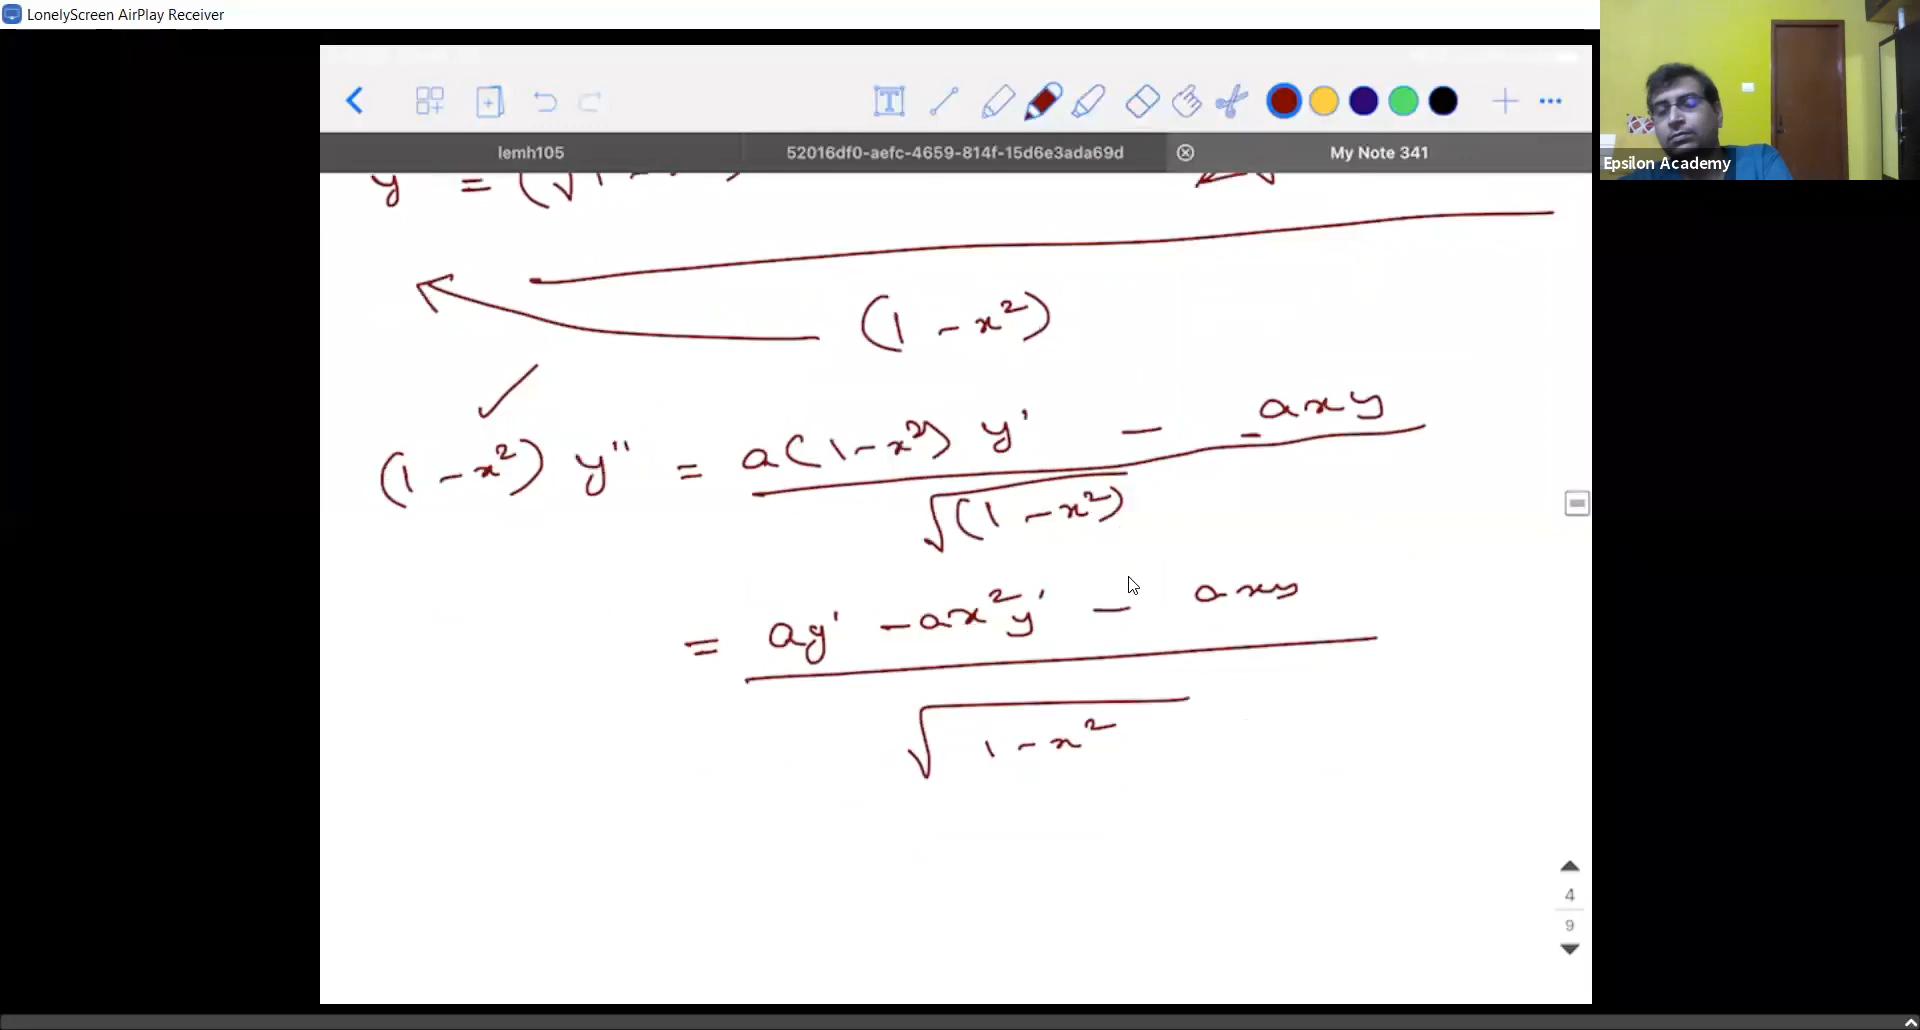 LonelyScreen AirPlay Receiver
T
Epsilon Academy
lemh105
52016df0-aefc-4659-814f-15d6e3ada69d
My Note 341
y =
(1 - x²)
(1 - x²) y'' = a(1 - x²) y' - - axy
√(1 - x²)
= ay' - ax²y' - axy
√1 - x²
4
9